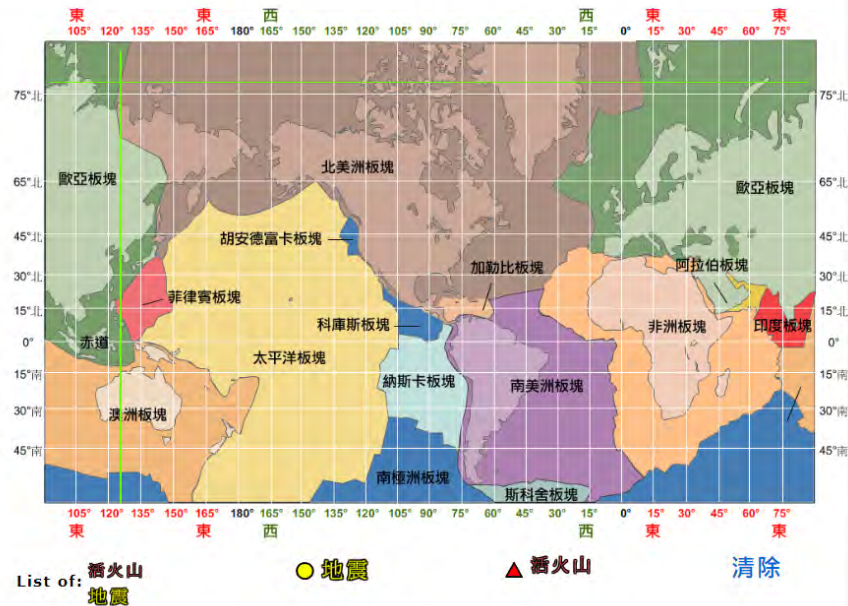 東 東 西 西 東 東
105° 120° 135° 150° 165° 180° 165° 150° 135° 120° 105° 90° 75° 60° 45° 30° 15° 0° 15° 30° 45° 60° 75°
75°北 75°北
北美洲板塊
歐亞板塊 歐亞板塊
65°北 65°北
胡安德富卡板塊
45°北 45°北
加勒比板塊 阿拉伯板塊
30°北 30°北
菲律賓板塊
15°北 15°北
科庫斯板塊 非洲板塊 印度板塊
赤道
0° 0°
太平洋板塊
納斯卡板塊 南美洲板塊
15°南 15°南
澳洲板塊
30°南 30°南
45°南 45°南
南極洲板塊
斯科舍板塊
105° 120° 135° 150° 165° 180° 165° 150° 135° 120° 105° 90° 75° 60° 45° 30° 15° 0° 15° 30° 45° 60° 75°
東 東 西 西 東 東
List of: 活火山 地震 活火山 清除
地震